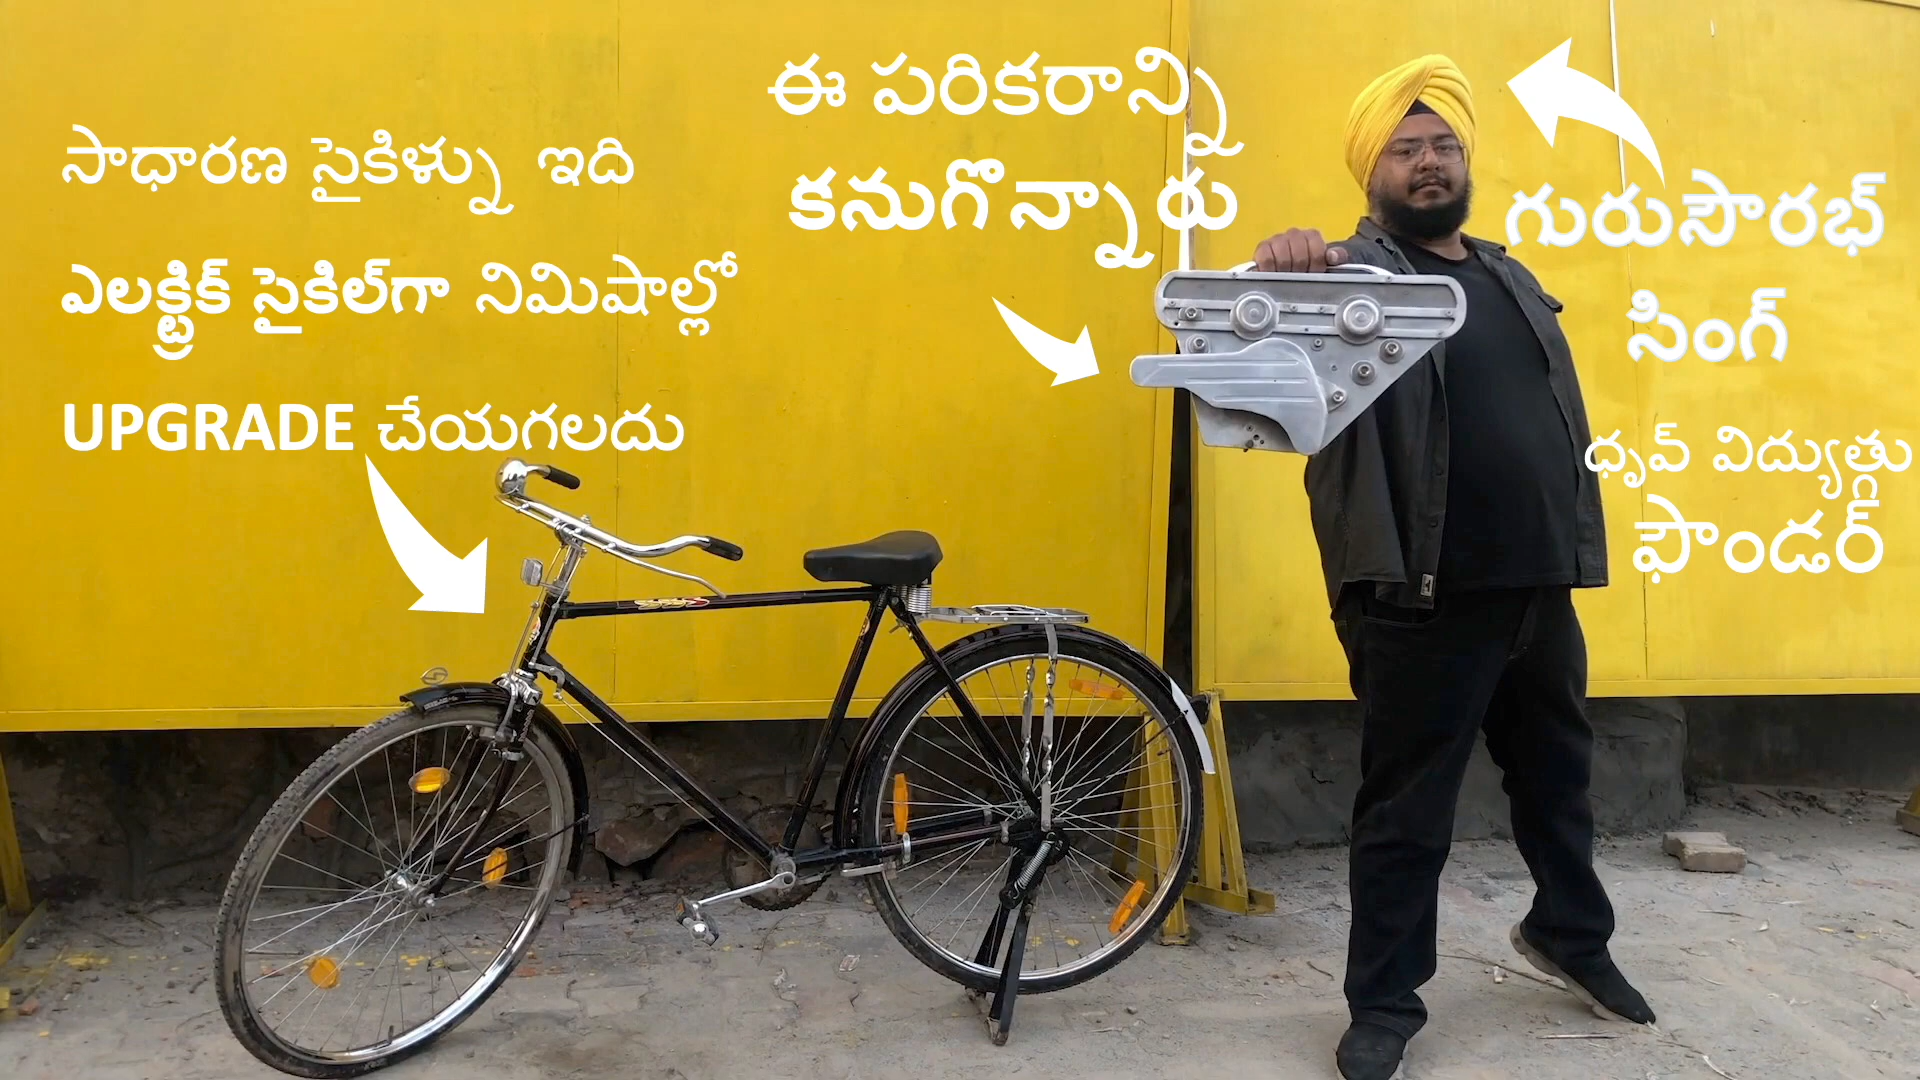 సాధారణ సైకిళ్ను ఇది
ఎలక్ట్రిక్ సైకిల్‌గా నిమిషాల్లో
UPGRADE చేయగలదు
ఈ పరికరాన్ని
కనుగొన్నారు
గురుసౌరభ్
సింగ్
ధృవ్ విద్యుత్లు
ఫౌండర్